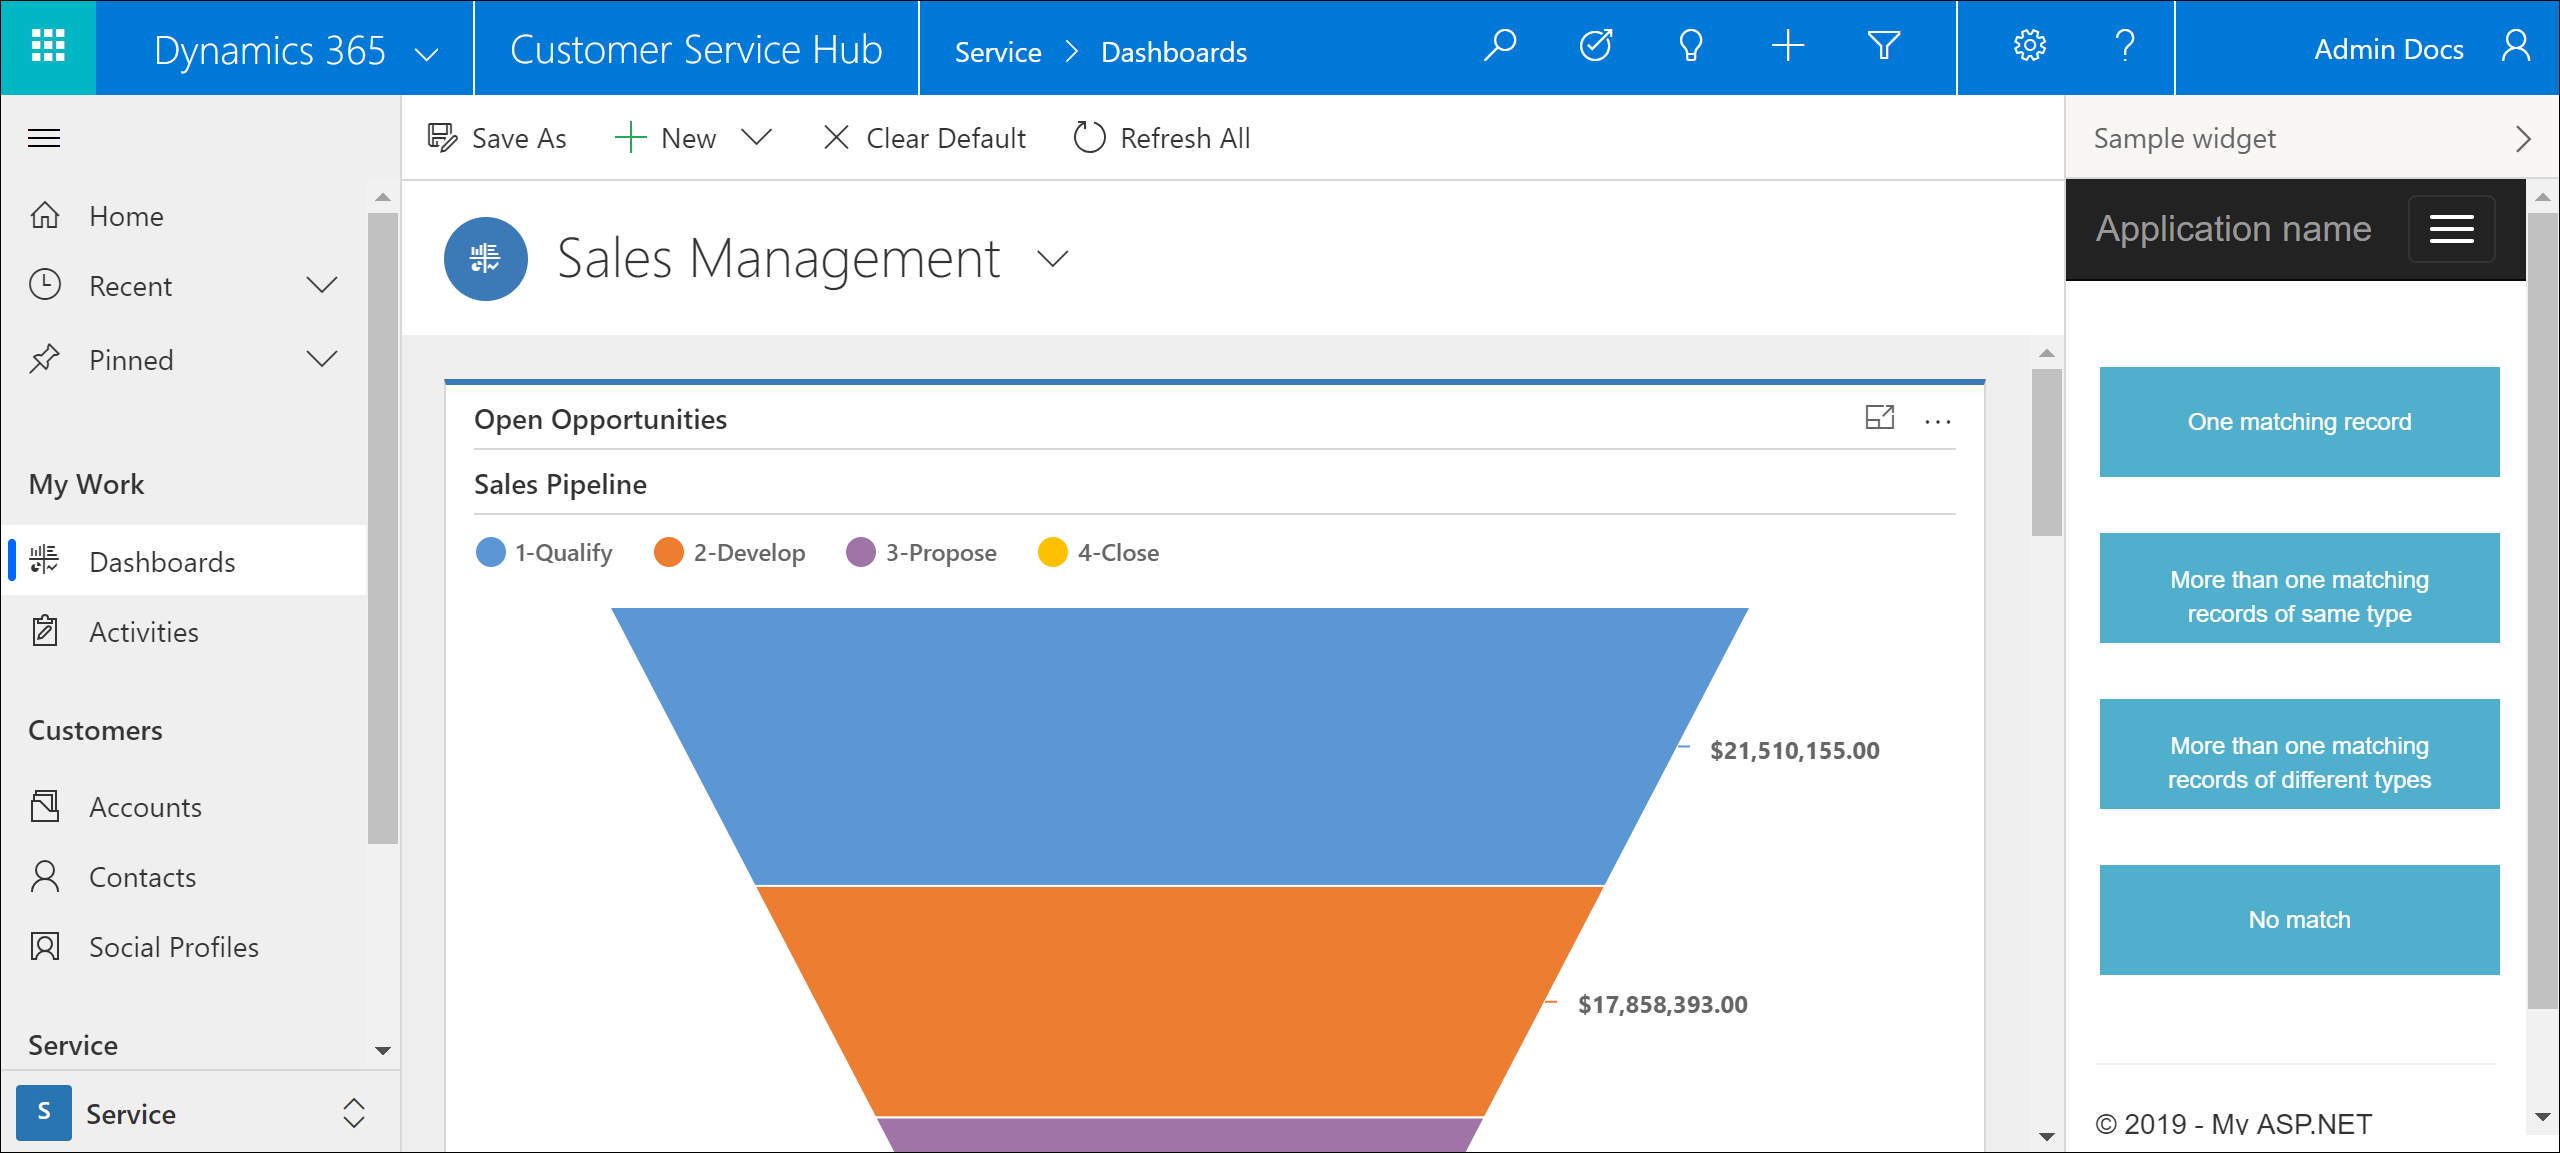 Dynamics 365
Customer Service Hub
Service > Dashboards
Admin Docs
Home
Recent
Pinned
My Work
Dashboards
Activities
Customers
Accounts
Contacts
Social Profiles
Service
S Service
Save As
New
Clear Default
Refresh All
Sales Management
Open Opportunities
Sales Pipeline
1-Qualify 2-Develop 3-Propose 4-Close
$21,510,155.00
$17,858,393.00
Sample widget
Application name
One matching record
More than one matching
records of same type
More than one matching
records of different types
No match
© 2019 - My ASP.NET